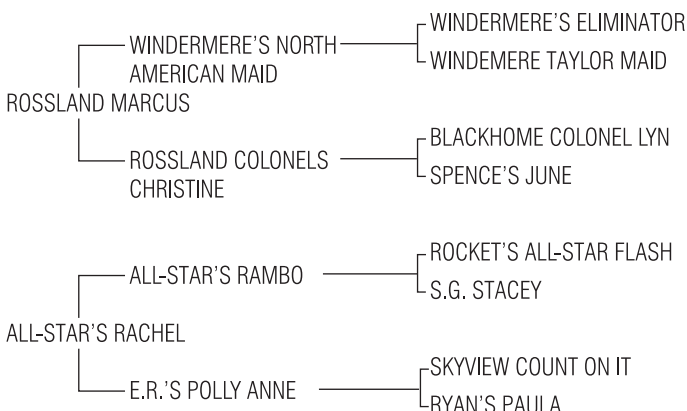 WINDERMERE'S ELIMINATOR
WINDERMERE'S NORTH
AMERICAN MAID
WINDEMERE TAYLOR MAID
ROSSLAND MARCUS
BLACKHOME COLONEL LYN
ROSSLAND COLONELS
CHRISTINE
SPENCE'S JUNE
ROCKET'S ALL-STAR FLASH
ALL-STAR'S RAMBO
S.G. STACEY
ALL-STAR'S RACHEL
SKYVIEW COUNT ON IT
E.R.'S POLLY ANNE
RYAN'S PAULA